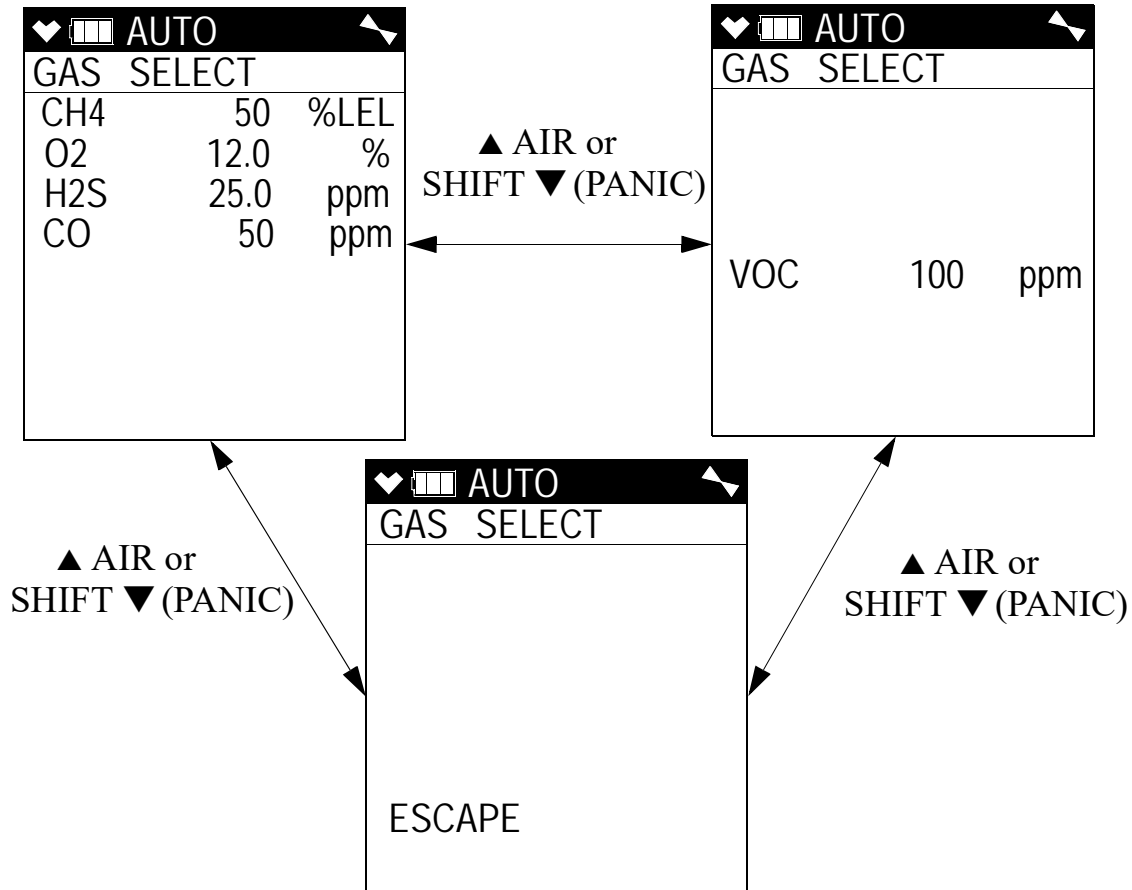 AUTO
GAS SELECT
CH4 50 %LEL
O2 12.0 %
H2S 25.0 ppm
CO 50 ppm
▲ AIR or
SHIFT ▼ (PANIC)
AUTO
GAS SELECT
VOC 100 ppm
▲ AIR or
SHIFT ▼ (PANIC)
AUTO
GAS SELECT
ESCAPE
▲ AIR or
SHIFT ▼ (PANIC)